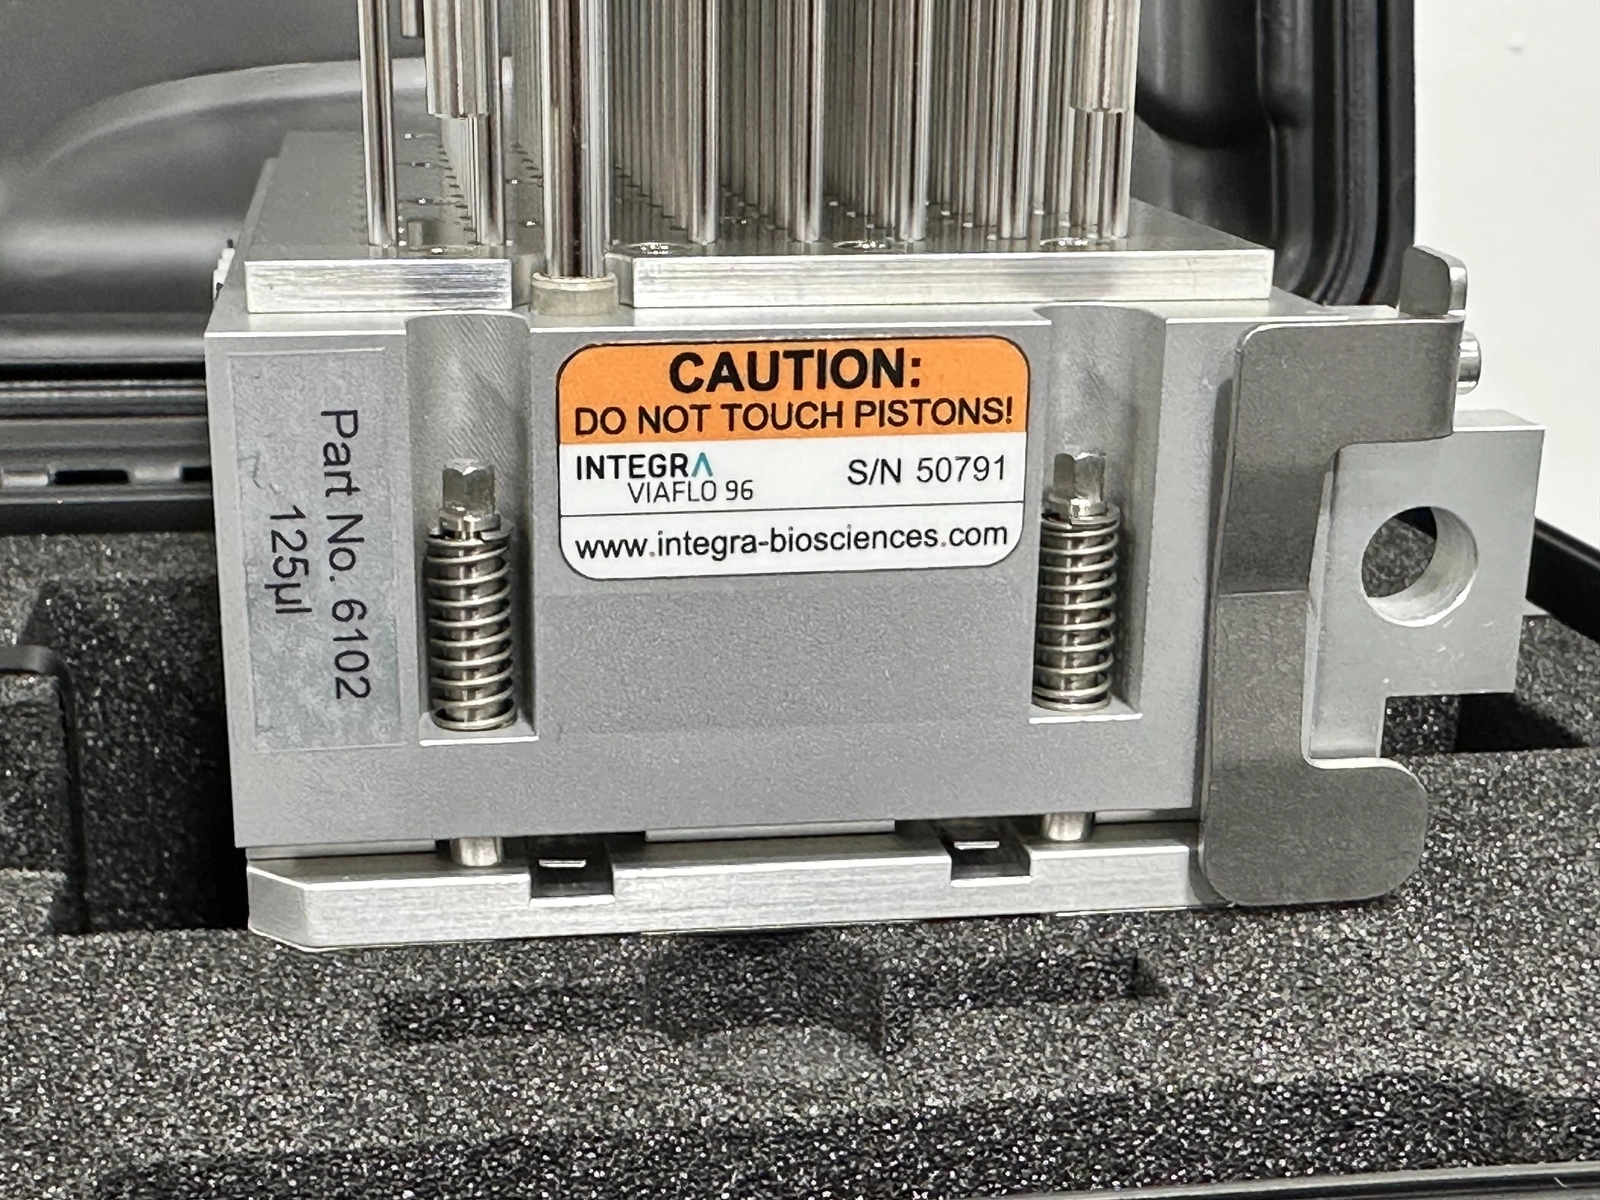 Part No. 6102
125µl
CAUTION:
DO NOT TOUCH PISTONS!
INTEGRA
VIAFLO 96
S/N 50791
www.integra-biosciences.com